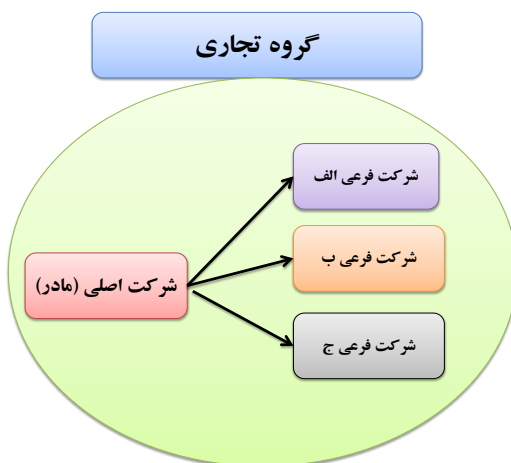 گروه تجاری
شرکت فرعی الف
شرکت فرعی ب
شرکت اصلی (مادر)
شرکت فرعی ج